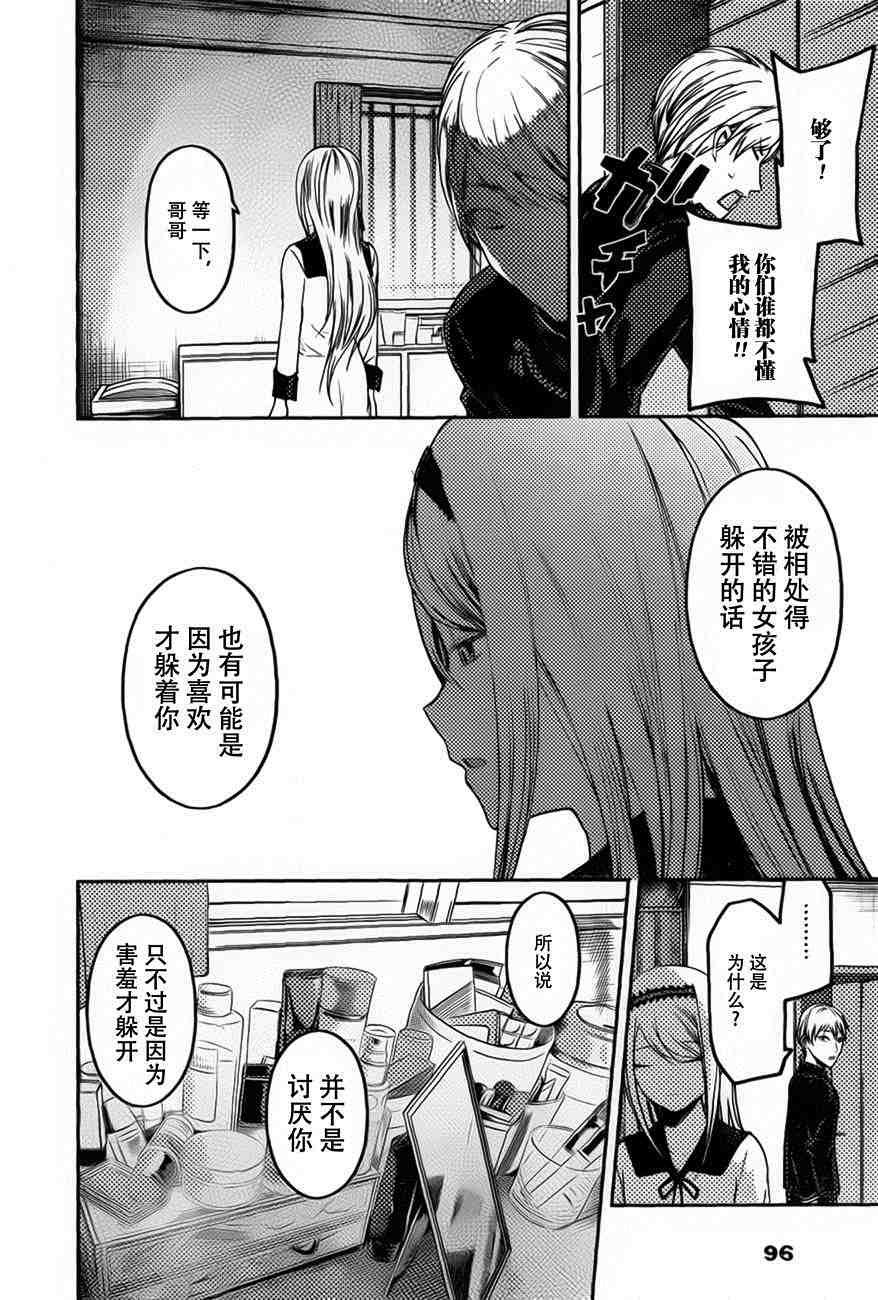 够了!
你们谁都不懂
我的心情!!
ガチャ
等一下,
哥哥
被相处得
不错的女孩子
躲开的话
也有可能是
因为喜欢
才躲着你
………
这是
为什么?
所以说
并不是
讨厌你
只不过是因为
害羞才躲开
96